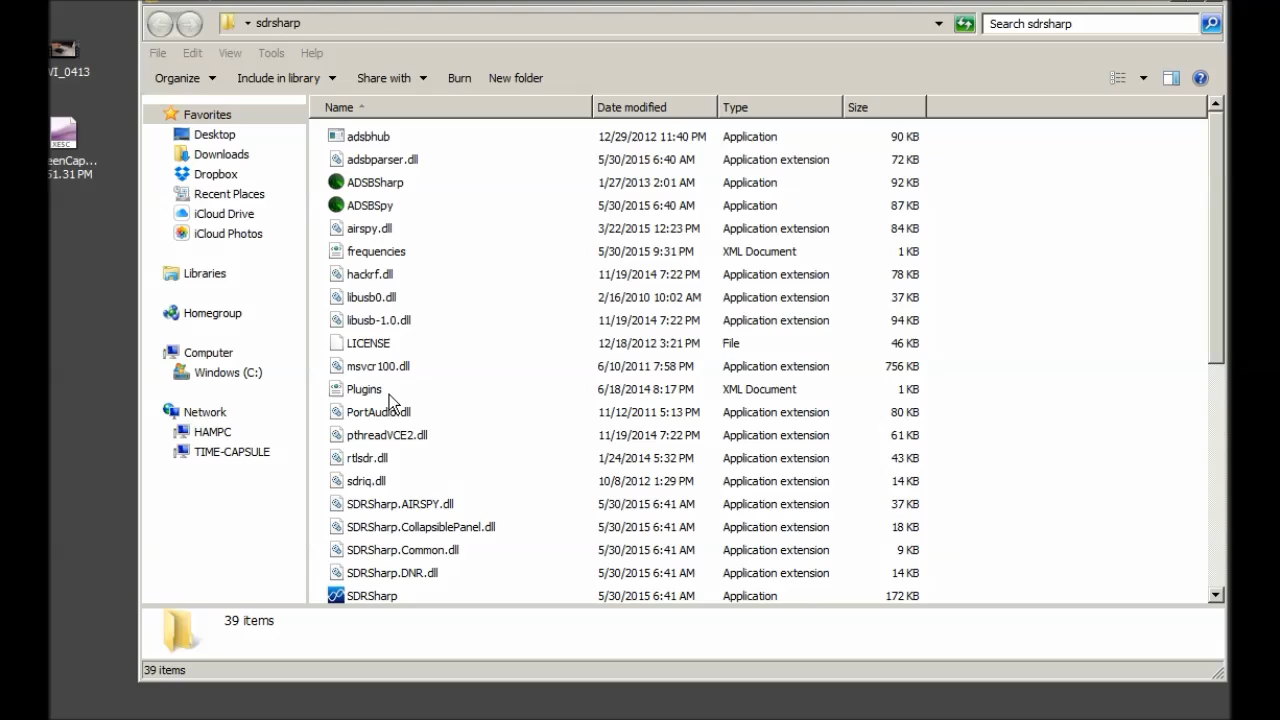 sdrsharp
Search sdrsharp
File Edit View Tools Help
Organize Include in library Share with Burn New folder
VI_0413
XESC
eenCap...
51.31 PM
Favorites
Desktop
Downloads
Dropbox
Recent Places
iCloud Drive
iCloud Photos
Libraries
Homegroup
Computer
Windows (C:)
Network
HAMPC
TIME-CAPSULE
Name Date modified Type Size
adsbhub 12/29/2012 11:40 PM Application 90 KB
adsbparser.dll 5/30/2015 6:40 AM Application extension 72 KB
ADSBSharp 1/27/2013 2:01 AM Application 92 KB
ADSBSpy 5/30/2015 6:40 AM Application 87 KB
airspy.dll 3/22/2015 12:23 PM Application extension 84 KB
frequencies 5/30/2015 9:31 PM XML Document 1 KB
hackrf.dll 11/19/2014 7:22 PM Application extension 78 KB
libusb0.dll 2/16/2010 10:02 AM Application extension 37 KB
libusb-1.0.dll 11/19/2014 7:22 PM Application extension 94 KB
LICENSE 12/18/2012 3:21 PM File 46 KB
msvcr100.dll 6/10/2011 7:58 PM Application extension 756 KB
Plugins 6/18/2014 8:17 PM XML Document 1 KB
PortAudio.dll 11/12/2011 5:13 PM Application extension 80 KB
pthreadVCE2.dll 11/19/2014 7:22 PM Application extension 61 KB
rtlsdr.dll 1/24/2014 5:32 PM Application extension 43 KB
sdriq.dll 10/8/2012 1:29 PM Application extension 14 KB
SDRSharp.AIRSPY.dll 5/30/2015 6:41 AM Application extension 37 KB
SDRSharp.CollapsiblePanel.dll 5/30/2015 6:41 AM Application extension 18 KB
SDRSharp.Common.dll 5/30/2015 6:41 AM Application extension 9 KB
SDRSharp.DNR.dll 5/30/2015 6:41 AM Application extension 14 KB
SDRSharp 5/30/2015 6:41 AM Application 172 KB
39 items
39 items